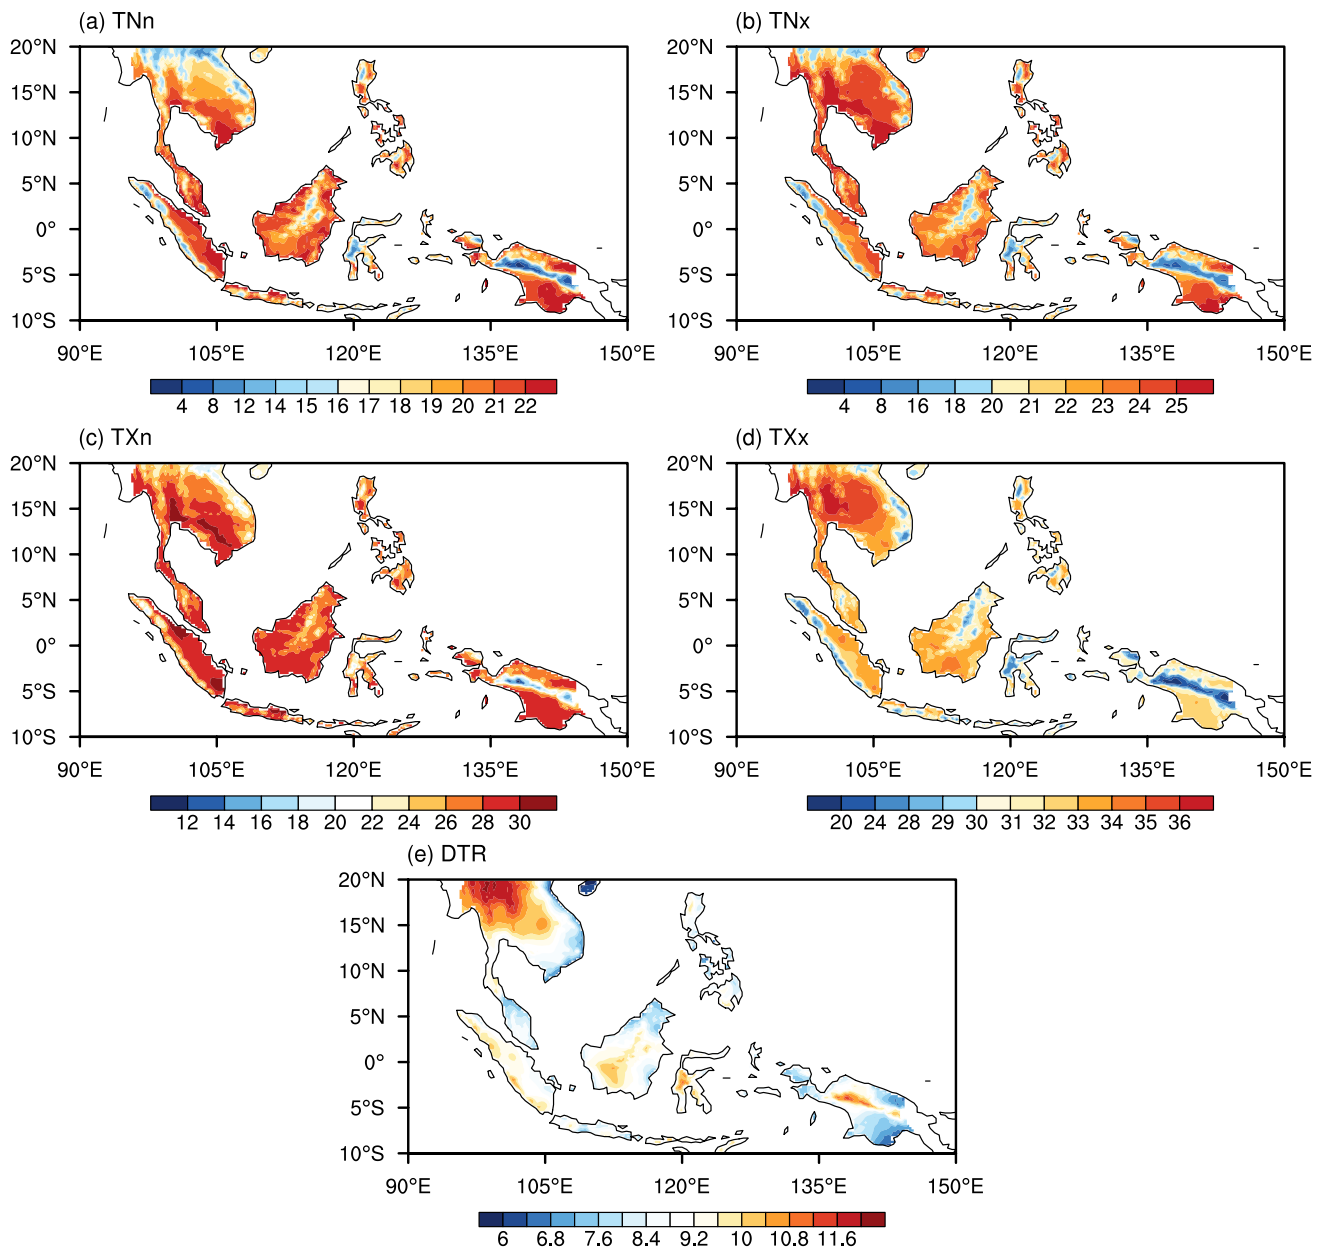 (a) TNn
(b) TNx
20°N
15°N
10°N
5°N
0°
5°S
10°S
90°E 105°E 120°E 135°E 150°E
20°N
15°N
10°N
5°N
0°
5°S
10°S
90°E 105°E 120°E 135°E 150°E
4 8 12 14 15 16 17 18 19 20 21 22
4 8 16 18 20 21 22 23 24 25
(c) TXn
(d) TXx
20°N
15°N
10°N
5°N
0°
5°S
10°S
90°E 105°E 120°E 135°E 150°E
20°N
15°N
10°N
5°N
0°
5°S
10°S
90°E 105°E 120°E 135°E 150°E
12 14 16 18 20 22 24 26 28 30
20 24 28 29 30 31 32 33 34 35 36
(e) DTR
20°N
15°N
10°N
5°N
0°
5°S
10°S
90°E 105°E 120°E 135°E 150°E
6 6.8 7.6 8.4 9.2 10 10.8 11.6